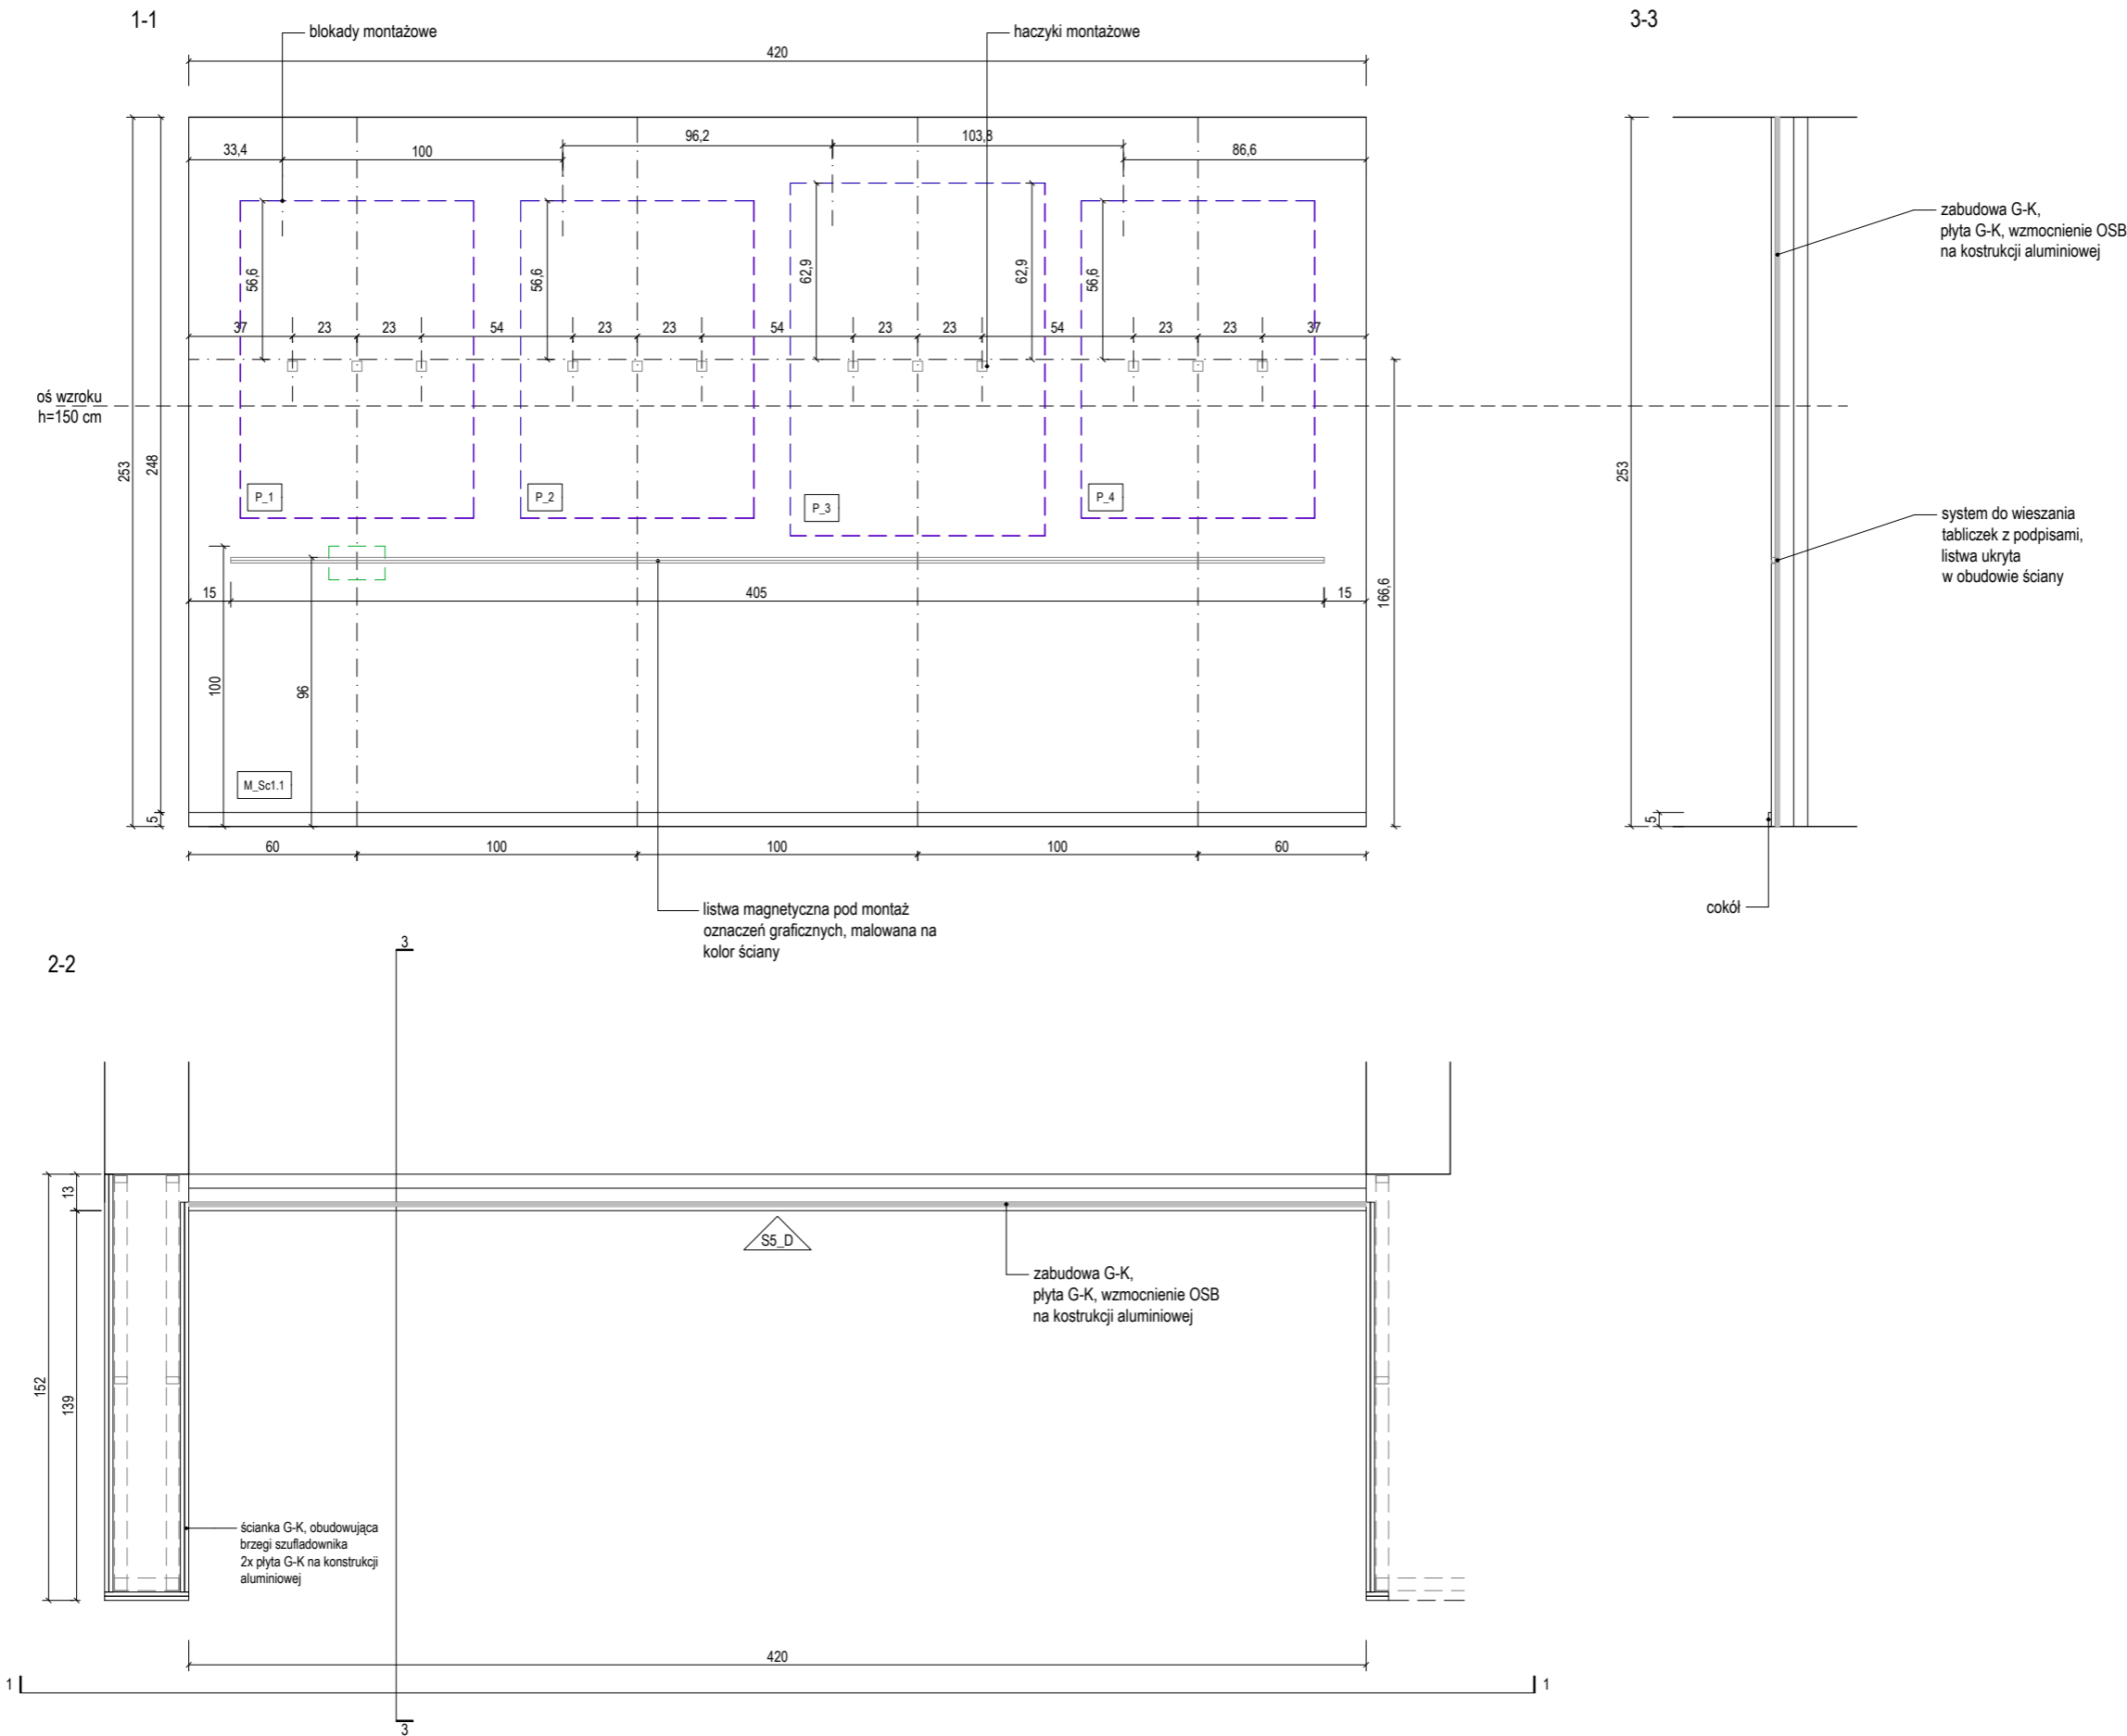 1-1
3-3
blokady montażowe
haczyki montażowe
420
33,4
100
96,2
103,8
86,6
zabudowa G-K,
płyta G-K, wzmocnienie OSB
na kostrukcji aluminiowej
56,6
56,6
62,9
62,9
56,6
37
23
23
54
23
23
54
23
23
54
23
23
37
oś wzroku
h=150 cm
253
248
253
P_1
P_2
P_3
P_4
system do wieszania
tabliczek z podpisami,
listwa ukryta
w obudowie ściany
15
405
15
166,6
100
96
M_Sc1.1
5
5
60
100
100
100
60
listwa magnetyczna pod montaż
oznaczeń graficznych, malowana na
kolor ściany
cokół
3
2-2
13
S5_D
zabudowa G-K,
płyta G-K, wzmocnienie OSB
na kostrukcji aluminiowej
152
139
ścianka G-K, obudowująca
brzegi szufladownika
2x płyta G-K na konstrukcji
aluminiowej
420
1
1
3